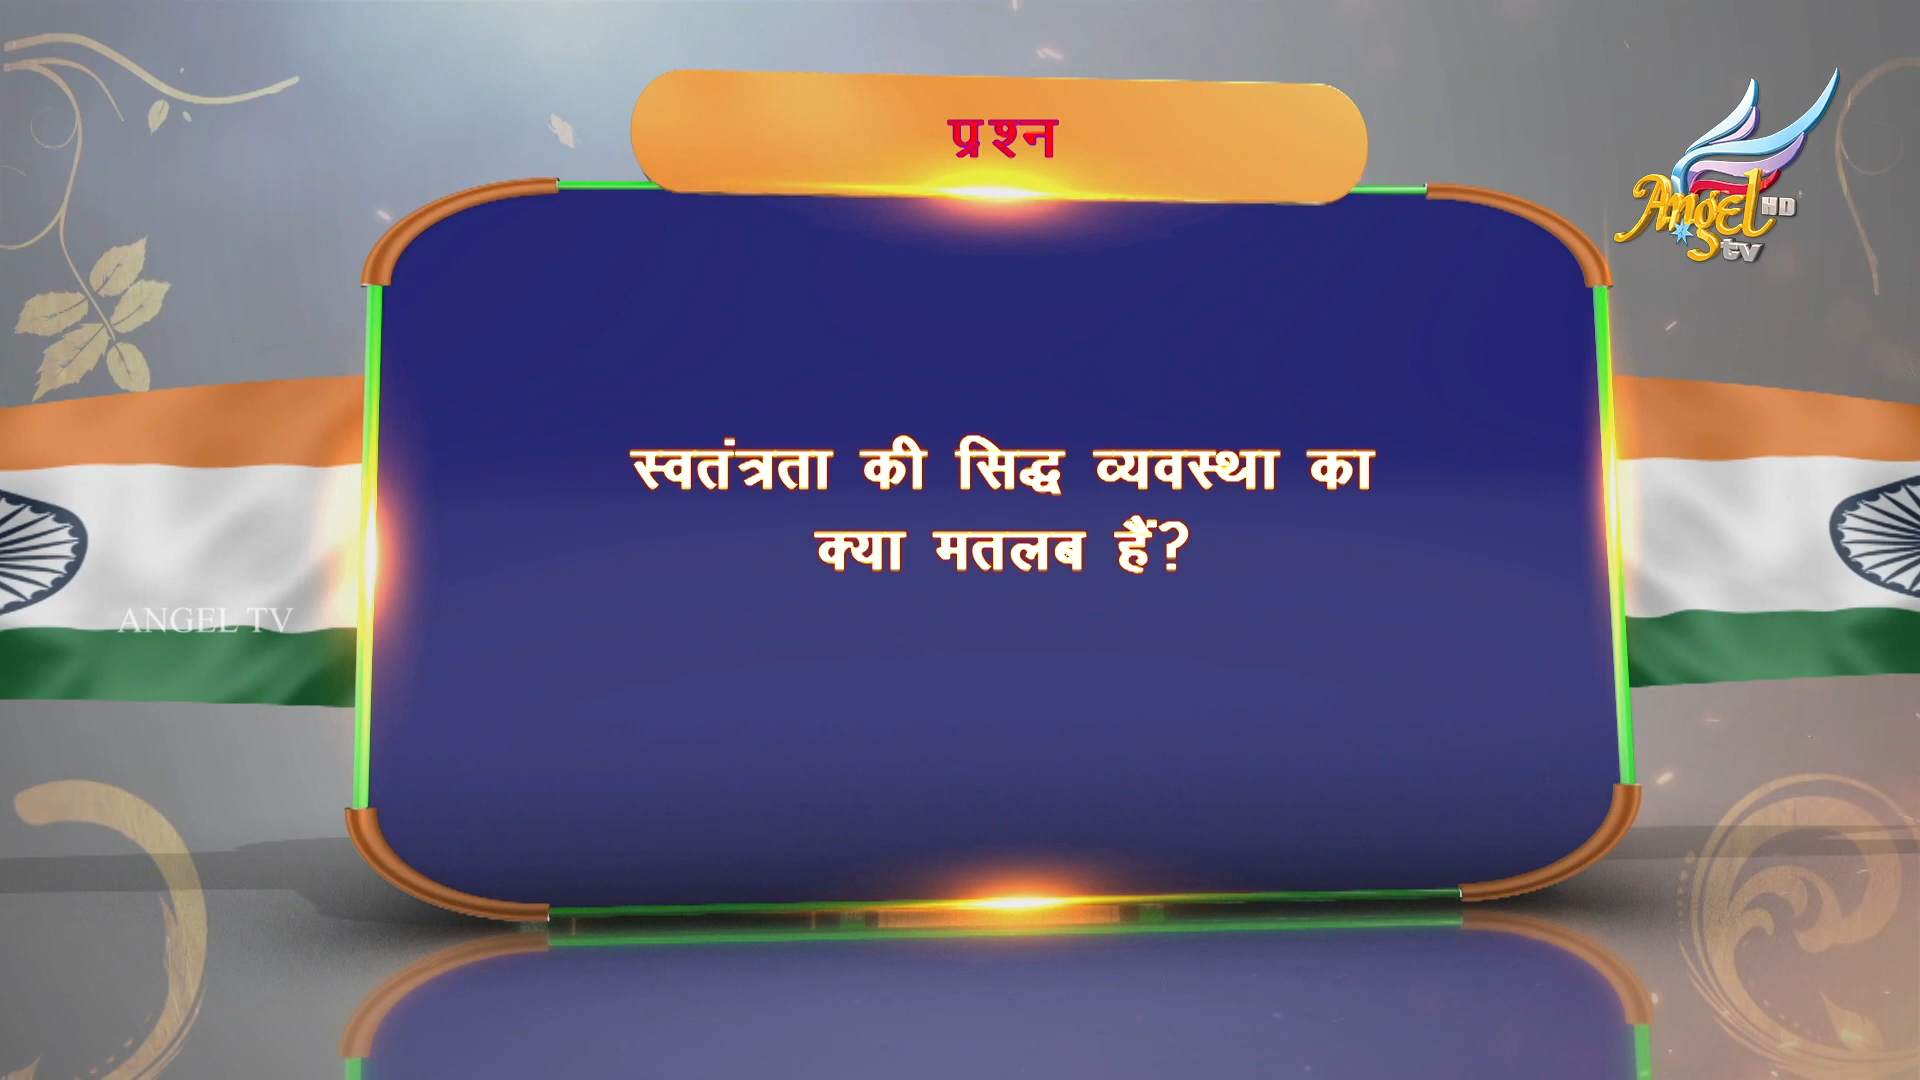 प्रश्न
Angel HD
tv
स्वतंत्रता की सिद्ध व्यवस्था का
क्या मतलब हैं?
ANGEL TV